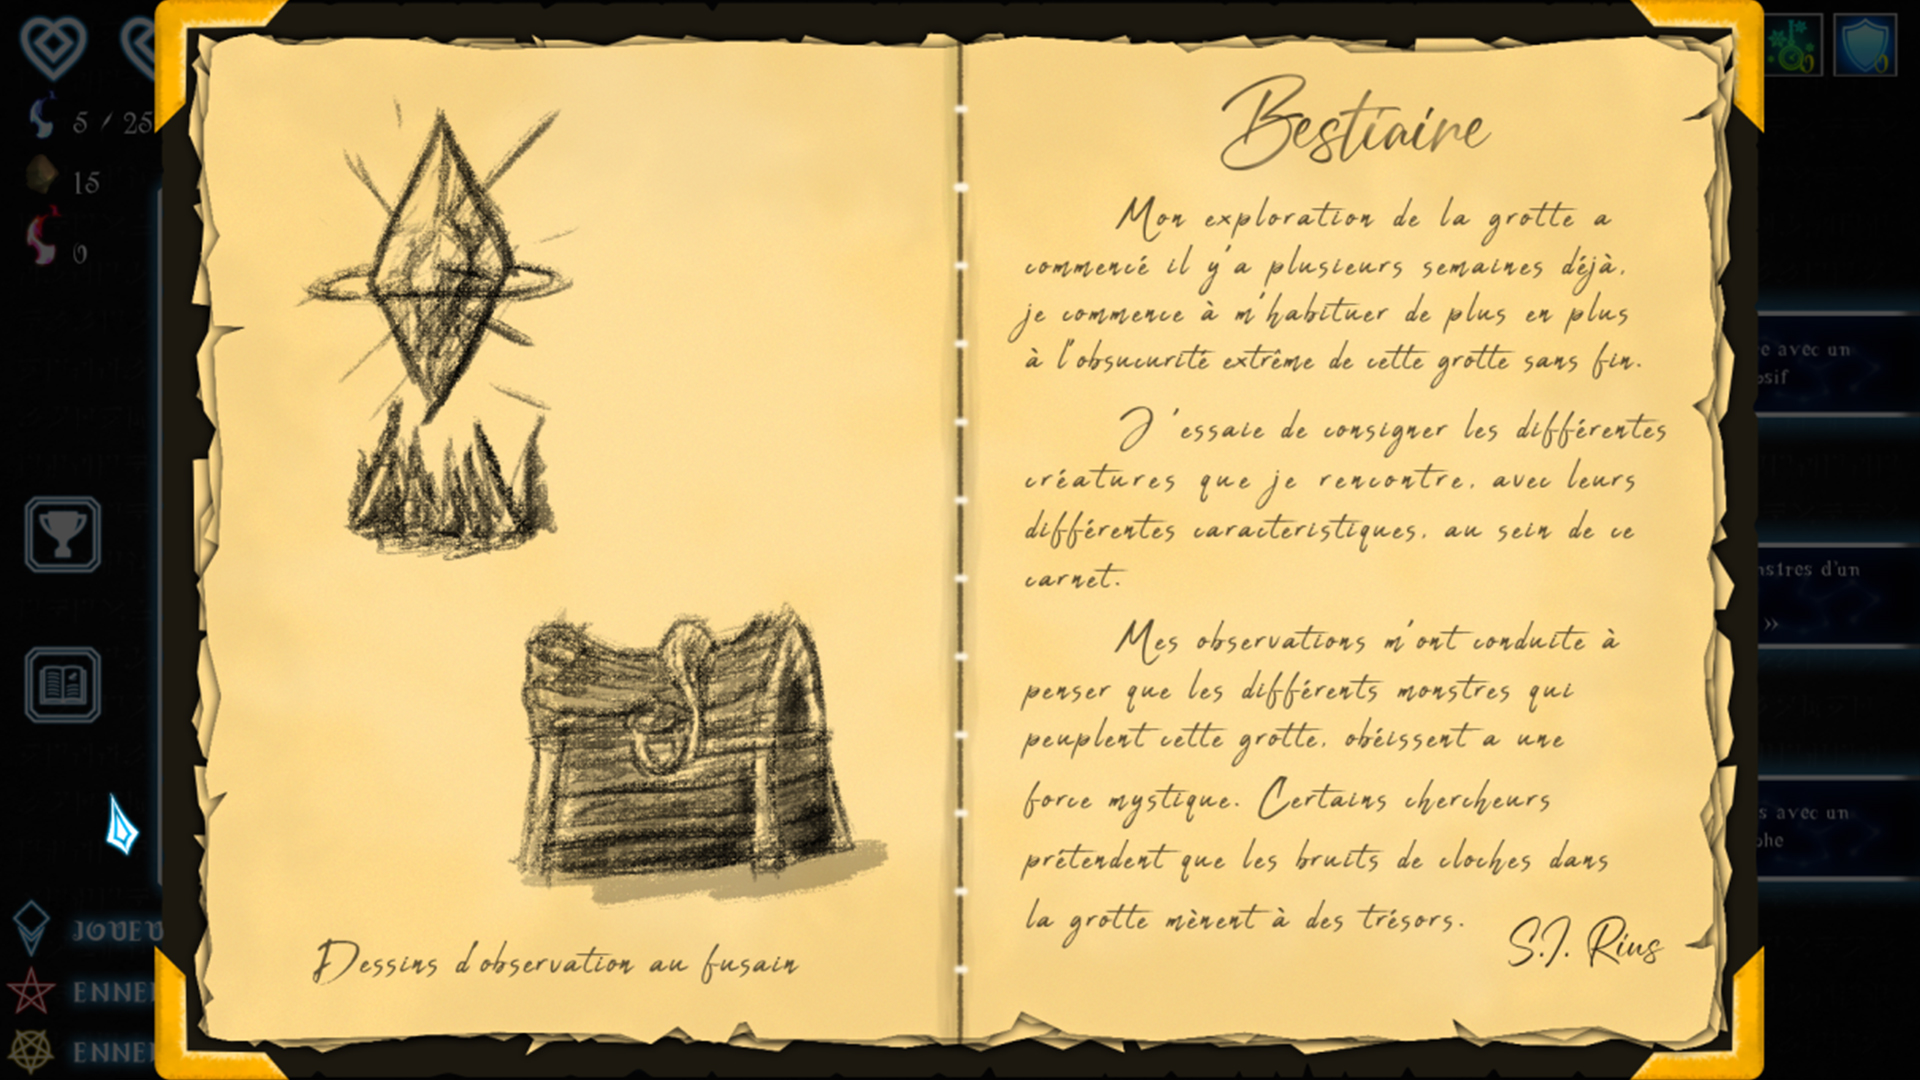 5 / 25
15
0
JOUEU
ENNE
ENNE
Dessins d'observation au fusain
Bestiaire
Mon exploration de la grotte a
commencé il y'a plusieurs semaines déjà,
je commence à m'habituer de plus en plus
à l'obsucurité extrême de cette grotte sans fin.
J'essaie de consigner les différentes
créatures que je rencontre, avec leurs
différentes caracteristiques, au sein de ce
carnet.
Mes observations m'ont conduite à
penser que les différents monstres qui
peuplent cette grotte, obéissent a une
force mystique. Certains chercheurs
prétendent que les bruits de cloches dans
la grotte mènent à des trésors.
S.J. Rius
0
0
e avec un
osif
nstres d'un
»
s avec un
phe